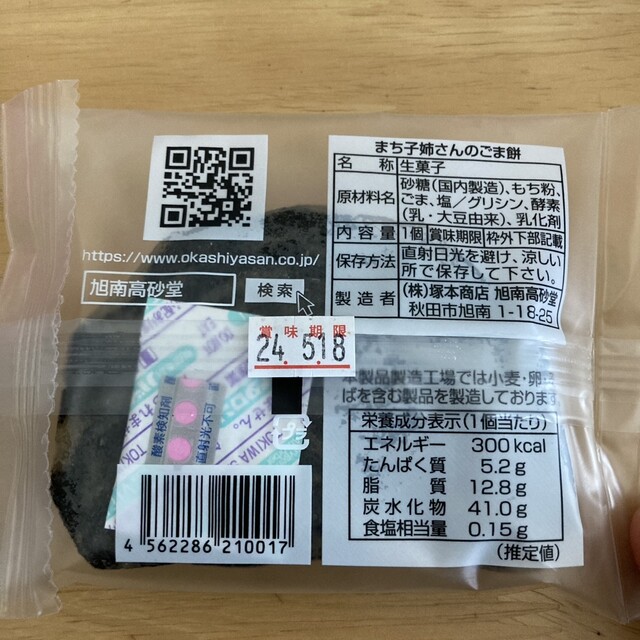 まち子姉さんのごま餅
名 称 生菓子
原材料名 砂糖(国内製造)、もち粉、
ごま、塩/グリシン、酵素
(乳・大豆由来)、乳化剤
内容量 1個 賞味期限 枠外下部記載
保存方法 直射日光を避け、涼しい
所で保存して下さい。
製造者 (株)塚本商店 旭南高砂堂
秋田市旭南 1-18-25
https://www.okashiyasan.co.jp/
旭南高砂堂 検索
賞味期限
24. 5.18
本製品製造工場では小麦・卵
ばを含む製品を製造しております
プラ
酸素検知剤
栄養成分表示(1個当たり)
エネルギー 300kcal
たんぱく質 5.2g
脂 質 12.8g
炭水化物 41.0g
食塩相当量 0.15g
(推定値)
4 562286 210017